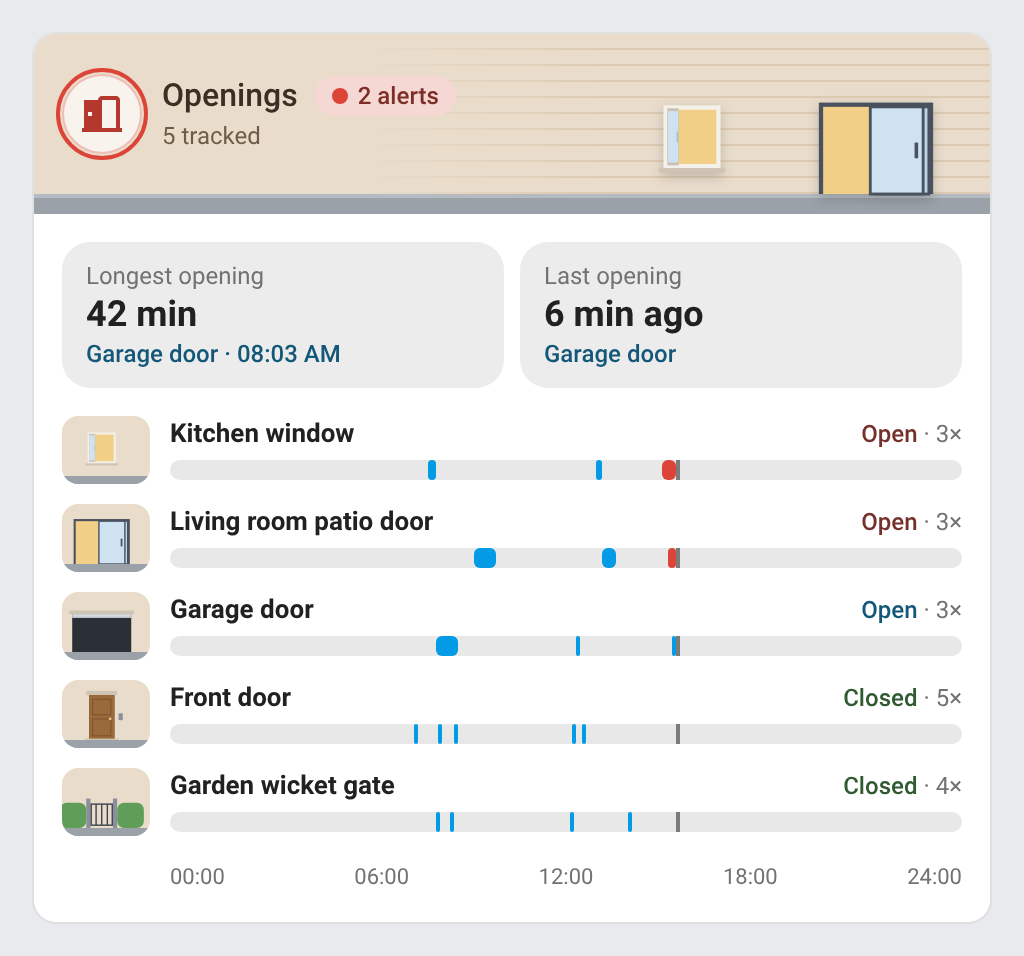 Openings
2 alerts
5 tracked
Longest opening
42 min
Garage door · 08:03 AM
Last opening
6 min ago
Garage door
Kitchen window
Open · 3×
Living room patio door
Open · 3×
Garage door
Open · 3×
Front door
Closed · 5×
Garden wicket gate
Closed · 4×
00:00 06:00 12:00 18:00 24:00